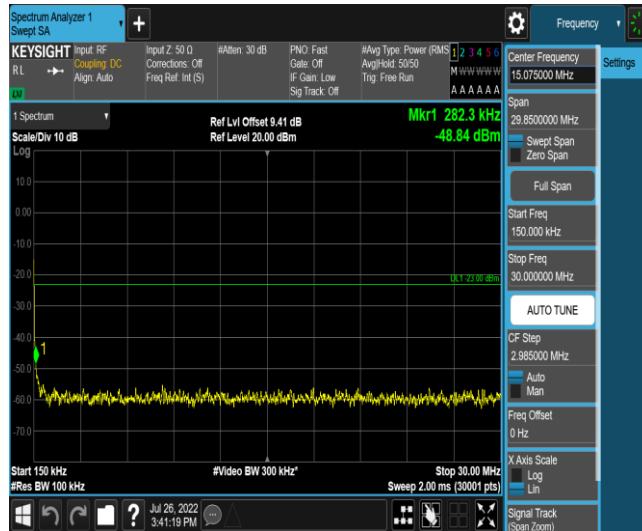 Spectrum Analyzer 1
Swept SA
+
Frequency
KEYSIGHT
RL
LXI
Input: RF
Coupling: DC
Align: Auto
Input Z: 50 Ω
Corrections: Off
Freq Ref: Int (S)
#Atten: 30 dB
PNO: Fast
Gate: Off
IF Gain: Low
Sig Track: Off
#Avg Type: Power (RMS
Avg|Hold: 50/50
Trig: Free Run
1 2 3 4 5 6
M W W W W W
A A A A A A
1 Spectrum
Scale/Div 10 dB
Log
Ref Lvl Offset 9.41 dB
Ref Level 20.00 dBm
Mkr1 282.3 kHz
-48.84 dBm
10.0
0.00
-10.0
-20.0
-30.0
-40.0
-50.0
-60.0
-70.0
DL1 -23.00 dBm
1
Start 150 kHz
#Res BW 100 kHz
#Video BW 300 kHz*
Stop 30.00 MHz
Sweep 2.00 ms (30001 pts)
Center Frequency
15.075000 MHz
Settings
Span
29.8500000 MHz
Swept Span
Zero Span
Full Span
Start Freq
150.000 kHz
Stop Freq
30.000000 MHz
AUTO TUNE
CF Step
2.985000 MHz
Auto
Man
Freq Offset
0 Hz
X Axis Scale
Log
Lin
Signal Track
(Span Zoom)
?
Jul 26, 2022
3:41:19 PM